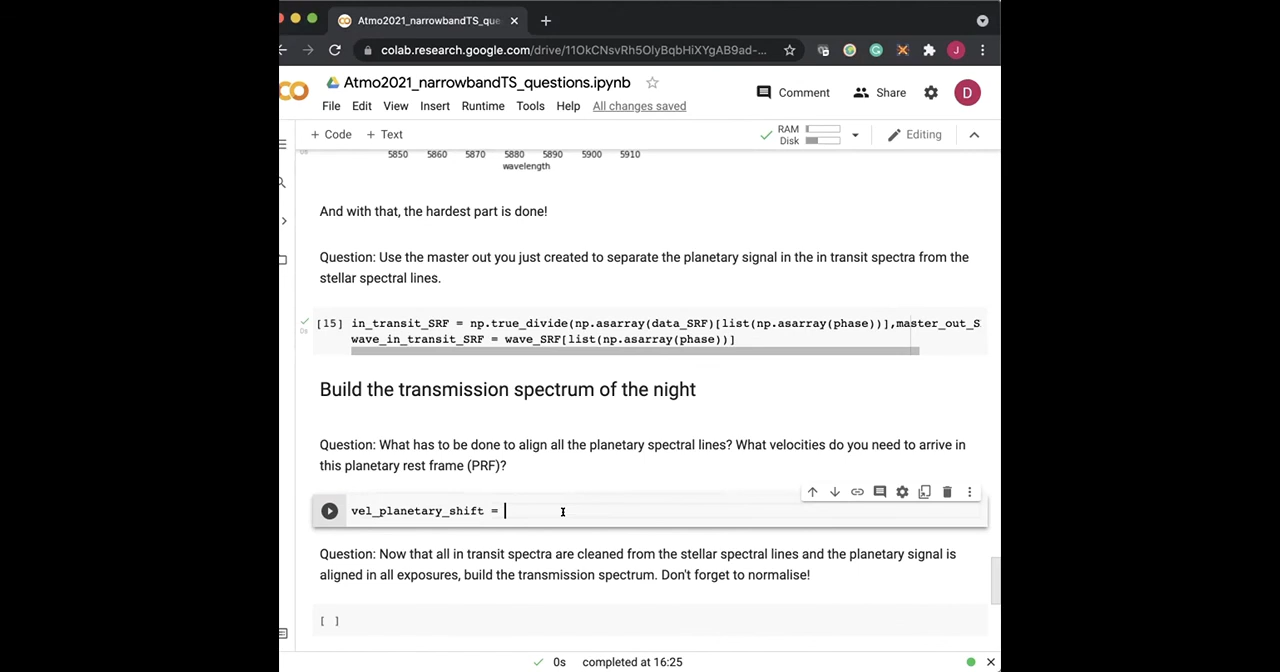 Atmo2021_narrowbandTS_que
colab.research.google.com/drive/11OkCNsvRh5OlyBqbHiXYgAB9ad-...
J
Atmo2021_narrowbandTS_questions.ipynb
Comment
Share
D
File Edit View Insert Runtime Tools Help All changes saved
+ Code + Text
RAM
Disk
Editing
5850 5860 5870 5880 5890 5900 5910
wavelength
And with that, the hardest part is done!
Question: Use the master out you just created to separate the planetary signal in the in transit spectra from the
stellar spectral lines.
[15] in_transit_SRF = np.true_divide(np.asarray(data_SRF)[list(np.asarray(phase))],master_out_S
0s
wave_in_transit_SRF = wave_SRF[list(np.asarray(phase))]
Build the transmission spectrum of the night
Question: What has to be done to align all the planetary spectral lines? What velocities do you need to arrive in
this planetary rest frame (PRF)?
vel_planetary_shift =
Question: Now that all in transit spectra are cleaned from the stellar spectral lines and the planetary signal is
aligned in all exposures, build the transmission spectrum. Don't forget to normalise!
[ ]
0s completed at 16:25